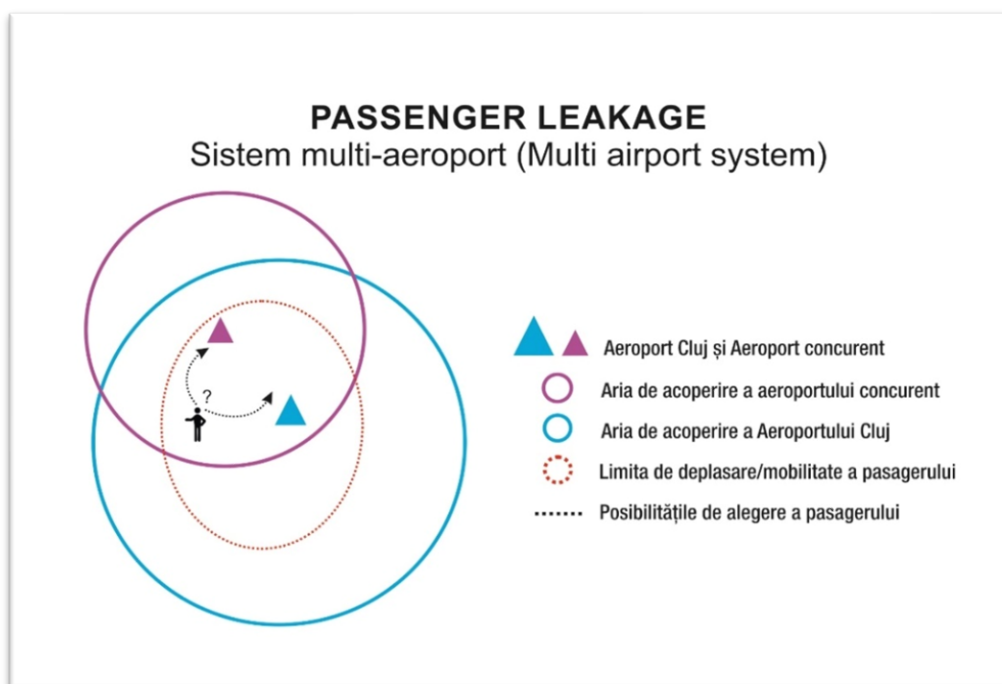 PASSENGER LEAKAGE
Sistem multi-aeroport (Multi airport system)
?
Aeroport Cluj și Aeroport concurent
Aria de acoperire a aeroportului concurent
Aria de acoperire a Aeroportului Cluj
Limita de deplasare/mobilitate a pasagerului
Posibilitățile de alegere a pasagerului